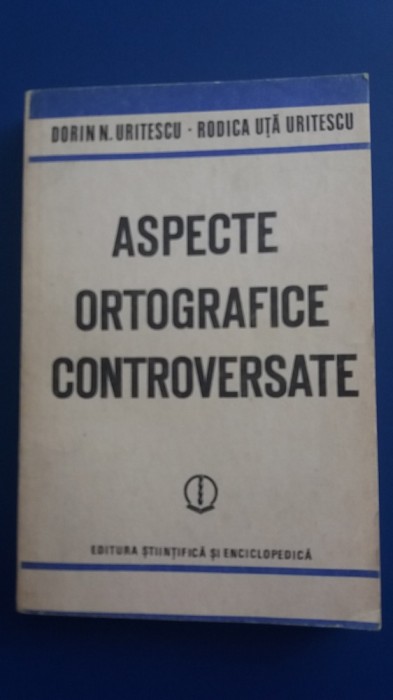 DORIN N. URITESCU · RODICA UȚĂ URITESCU
ASPECTE
ORTOGRAFICE
CONTROVERSATE
EDITURA ȘTIINȚIFICĂ ȘI ENCICLOPEDICĂ